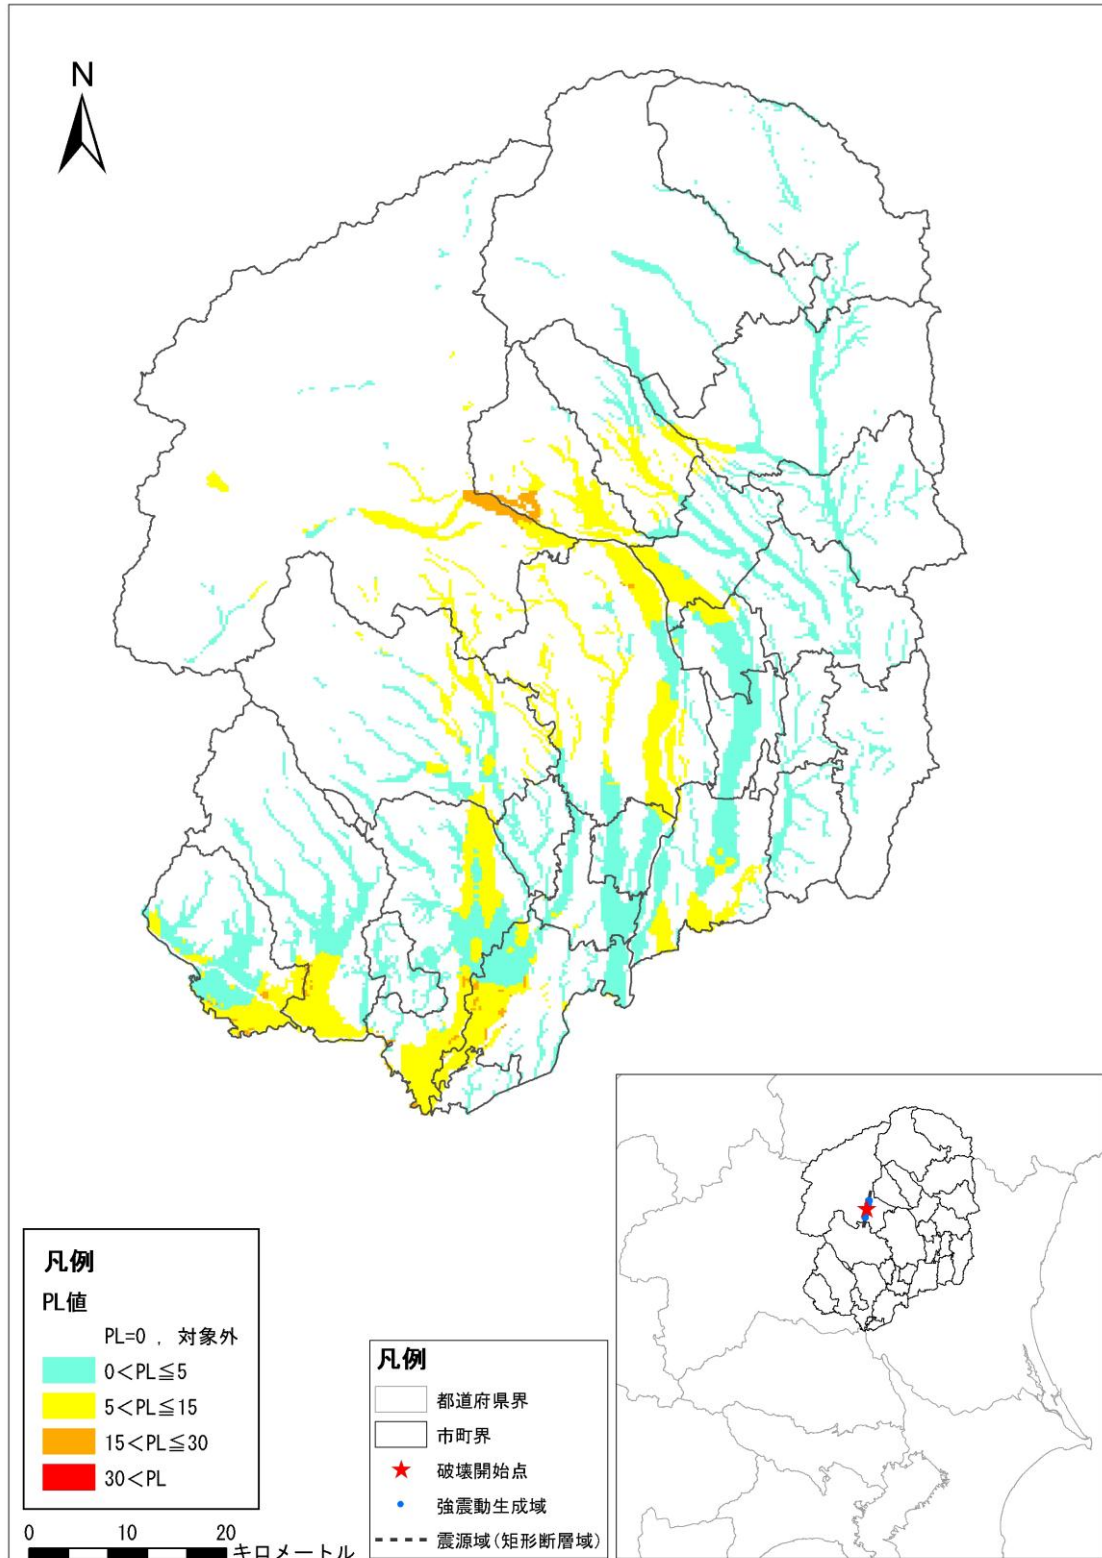 N
凡例
PL値
PL=0 , 対象外
0<PL≦5
5<PL≦15
15<PL≦30
30<PL
0 10 20
キロメートル
凡例
都道府県界
市町界
破壊開始点
強震動生成域
震源域(矩形断層域)